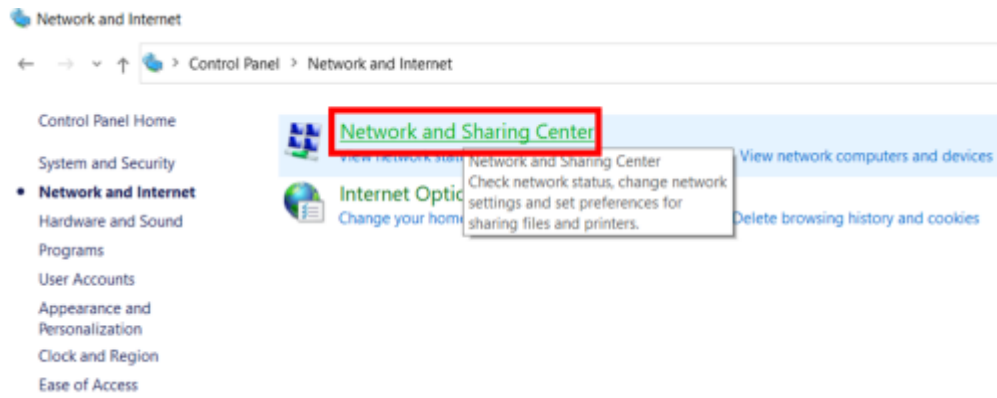 Network and Internet
Control Panel > Network and Internet
Control Panel Home
System and Security
Network and Internet
Hardware and Sound
Programs
User Accounts
Appearance and
Personalization
Clock and Region
Ease of Access
Network and Sharing Center
View network View network computers and devices
Network and Sharing Center
Check network status, change network
settings and set preferences for
sharing files and printers.
Internet
Change your Delete browsing history and cookies